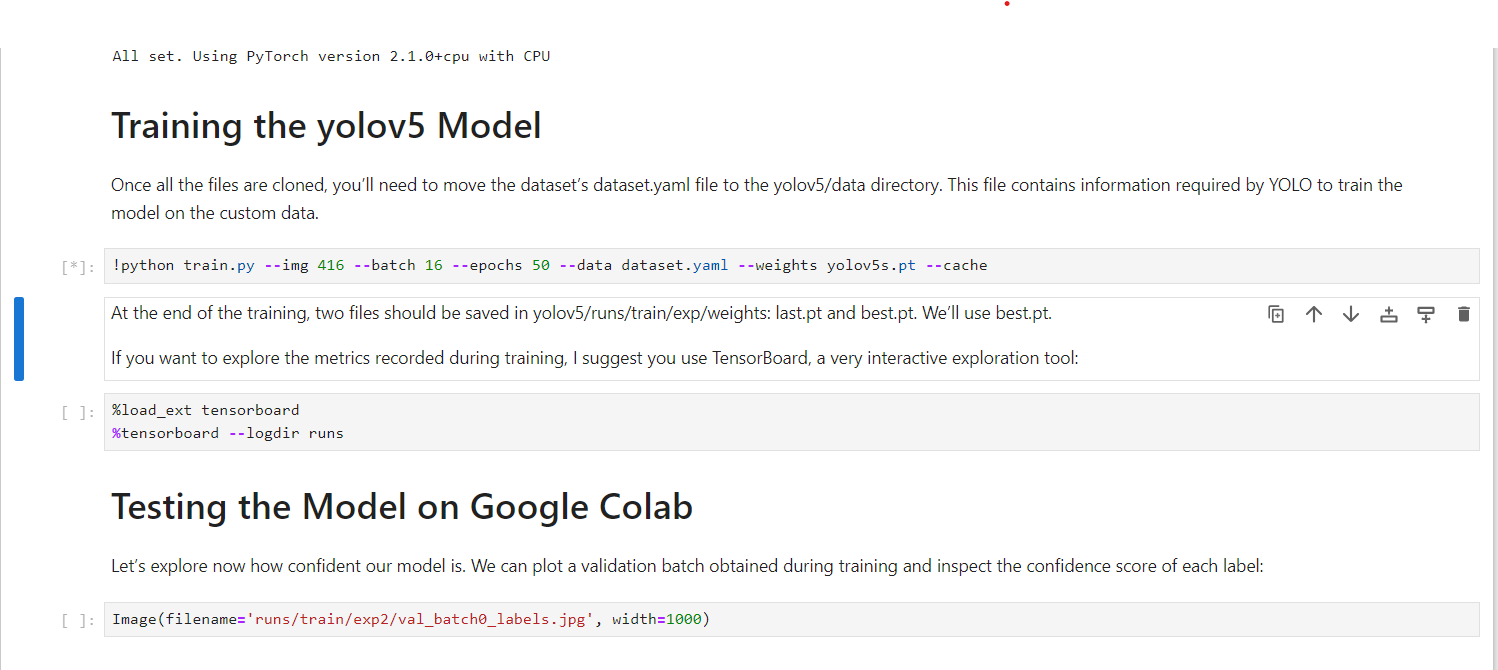 All set. Using PyTorch version 2.1.0+cpu with CPU
Training the yolov5 Model
Once all the files are cloned, you’ll need to move the dataset’s dataset.yaml file to the yolov5/data directory. This file contains information required by YOLO to train the
model on the custom data.
[*]: !python train.py --img 416 --batch 16 --epochs 50 --data dataset.yaml --weights yolov5s.pt --cache
At the end of the training, two files should be saved in yolov5/runs/train/exp/weights: last.pt and best.pt. We’ll use best.pt.
If you want to explore the metrics recorded during training, I suggest you use TensorBoard, a very interactive exploration tool:
[ ]: %load_ext tensorboard
%tensorboard --logdir runs
Testing the Model on Google Colab
Let’s explore now how confident our model is. We can plot a validation batch obtained during training and inspect the confidence score of each label:
[ ]: Image(filename='runs/train/exp2/val_batch0_labels.jpg', width=1000)